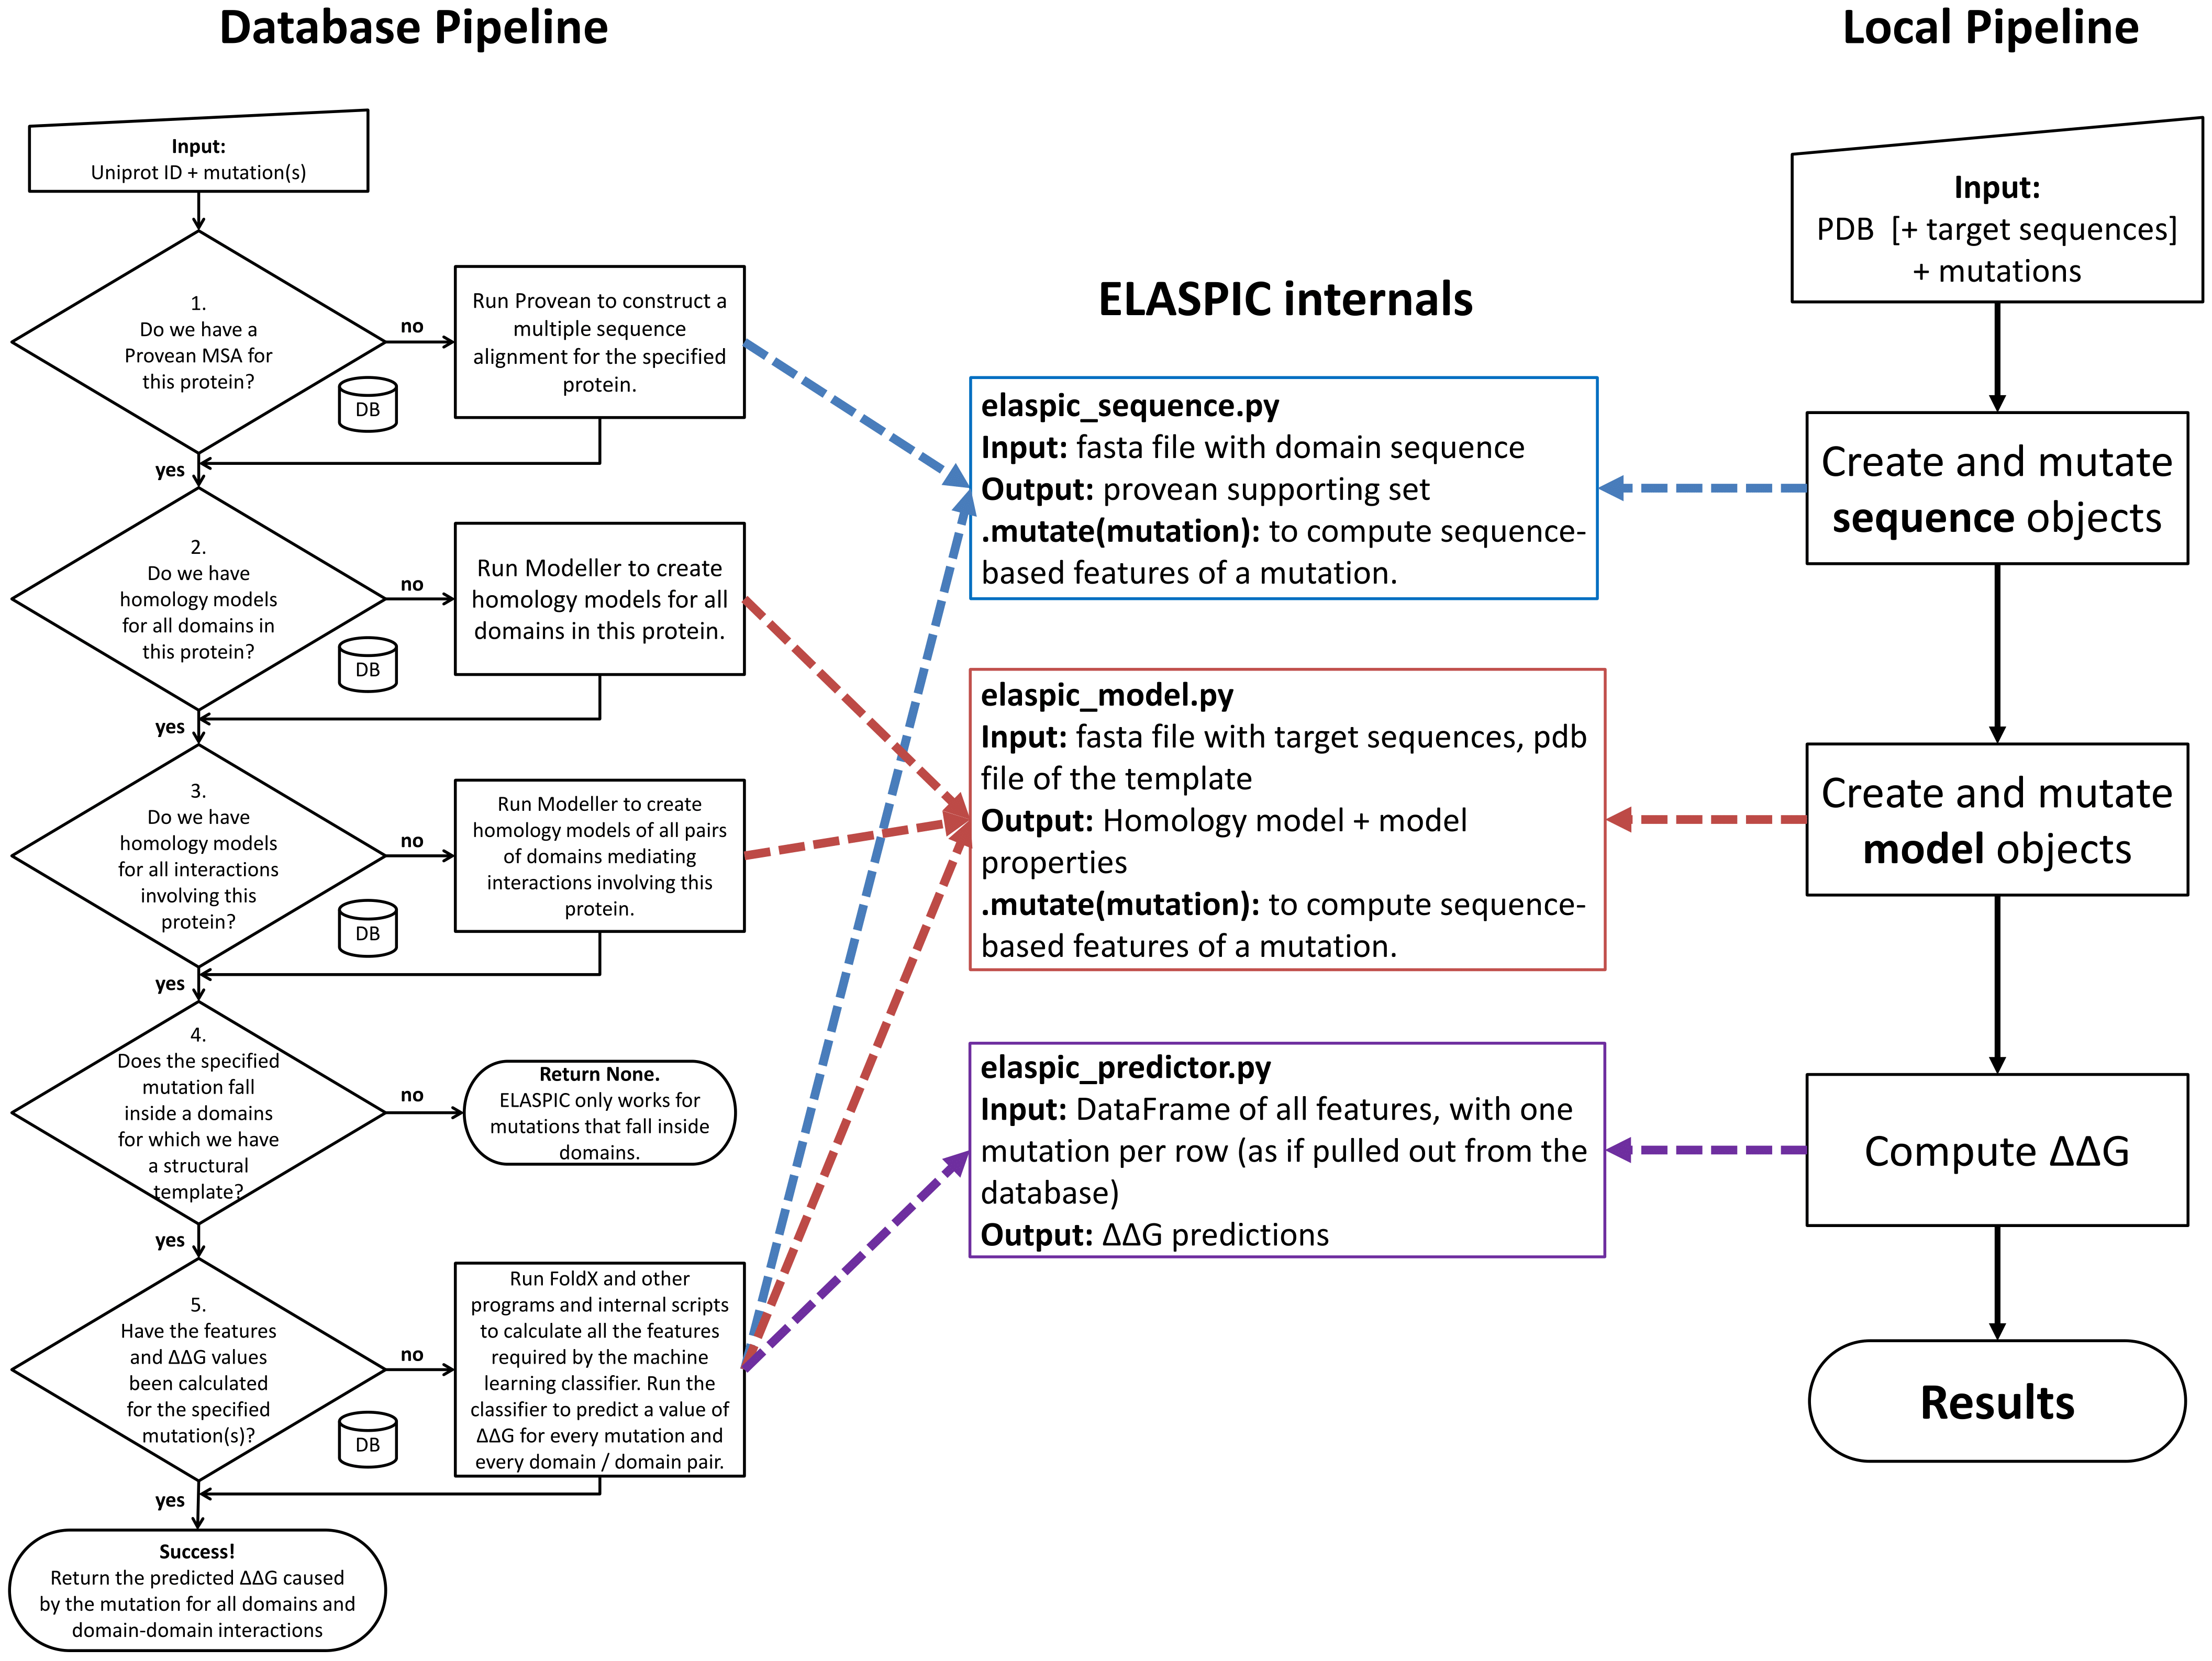 Database Pipeline
Input:
Uniprot ID + mutation(s)
1.
Do we have a
Provean MSA for
this protein?
DB
no
yes
Run Provean to construct a
multiple sequence
alignment for the specified
protein.
2.
Do we have
homology models
for all domains in
this protein?
DB
no
yes
Run Modeller to create
homology models for all
domains in this protein.
3.
Do we have
homology models
for all interactions
involving this
protein?
DB
no
yes
Run Modeller to create
homology models of all pairs
of domains mediating
interactions involving this
protein.
4.
Does the specified
mutation fall
inside a domains
for which we have
a structural
template?
no
yes
Return None.
ELASPIC only works for
mutations that fall inside
domains.
5.
Have the features
and ΔΔG values
been calculated
for the specified
mutation(s)?
DB
no
yes
Run FoldX and other
programs and internal scripts
to calculate all the features
required by the machine
learning classifier. Run the
classifier to predict a value of
ΔΔG for every mutation and
every domain / domain pair.
Success!
Return the predicted ΔΔG caused
by the mutation for all domains and
domain-domain interactions
ELASPIC internals
elaspic_sequence.py
Input: fasta file with domain sequence
Output: provean supporting set
.mutate(mutation): to compute sequence-
based features of a mutation.
elaspic_model.py
Input: fasta file with target sequences, pdb
file of the template
Output: Homology model + model
properties
.mutate(mutation): to compute sequence-
based features of a mutation.
elaspic_predictor.py
Input: DataFrame of all features, with one
mutation per row (as if pulled out from the
database)
Output: ΔΔG predictions
Local Pipeline
Input:
PDB [+ target sequences]
+ mutations
Create and mutate
sequence objects
Create and mutate
model objects
Compute ΔΔG
Results